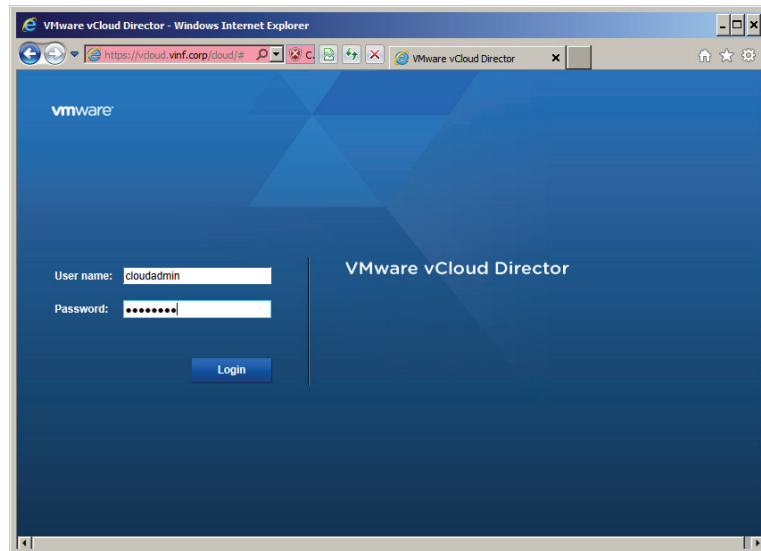 VMware vCloud Director - Windows Internet Explorer
https://vcloud.vinf.corp/cloud/# C. VMware vCloud Director
vmware
User name: cloudadmin
VMware vCloud Director
Password:
Login